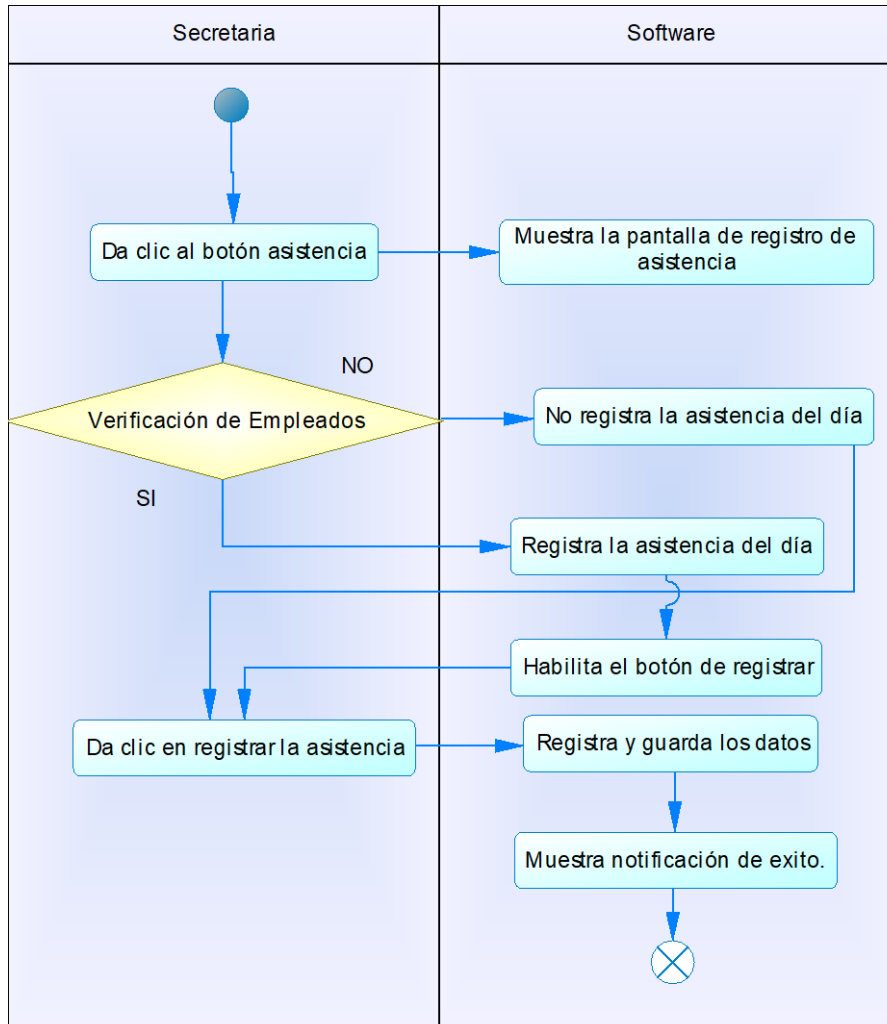 Secretaria
Software
Da clic al botón asistencia
Muestra la pantalla de registro de
asistencia
NO
Verificación de Empleados
No registra la asistencia del día
SI
Registra la asistencia del día
Habilita el botón de registrar
Da clic en registrar la asistencia
Registra y guarda los datos
Muestra notificación de exito.